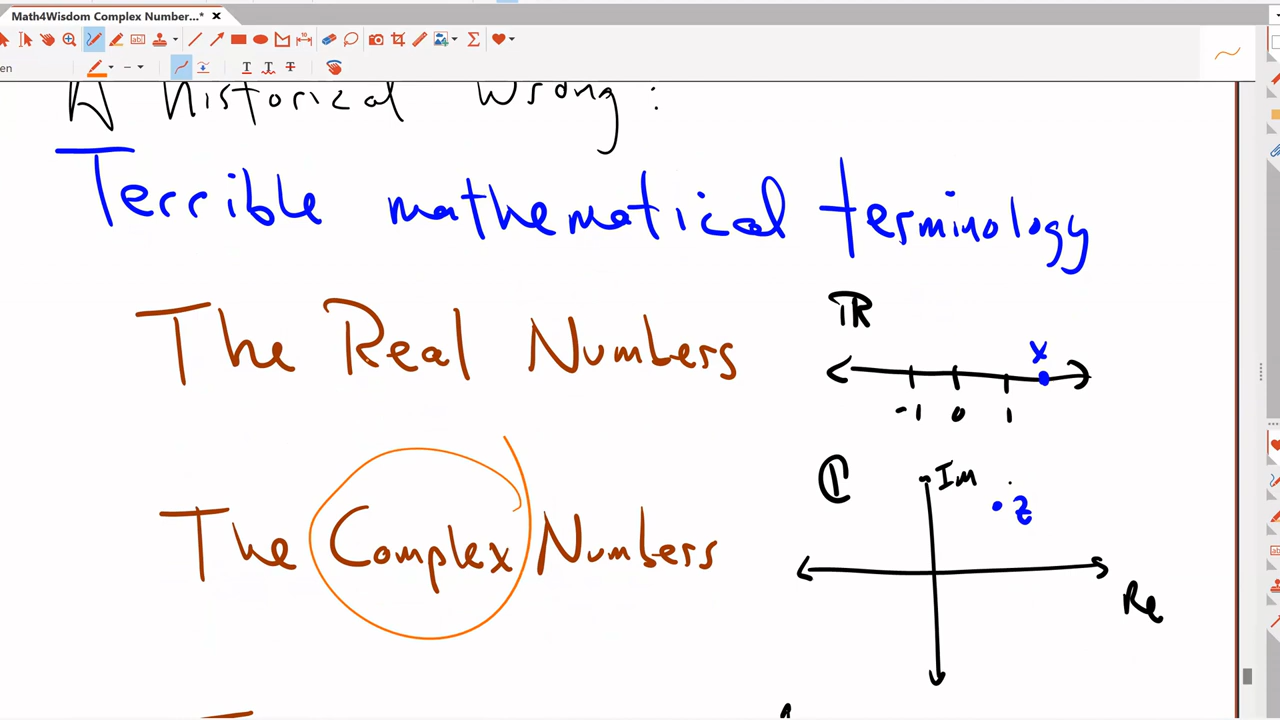 Math4Wisdom Complex Number...*
en
A Historical Wrong:
Terrible mathematical terminology
The Real Numbers
ℝ
x
-1 0 1
The Complex Numbers
ℂ
Im
z
Re